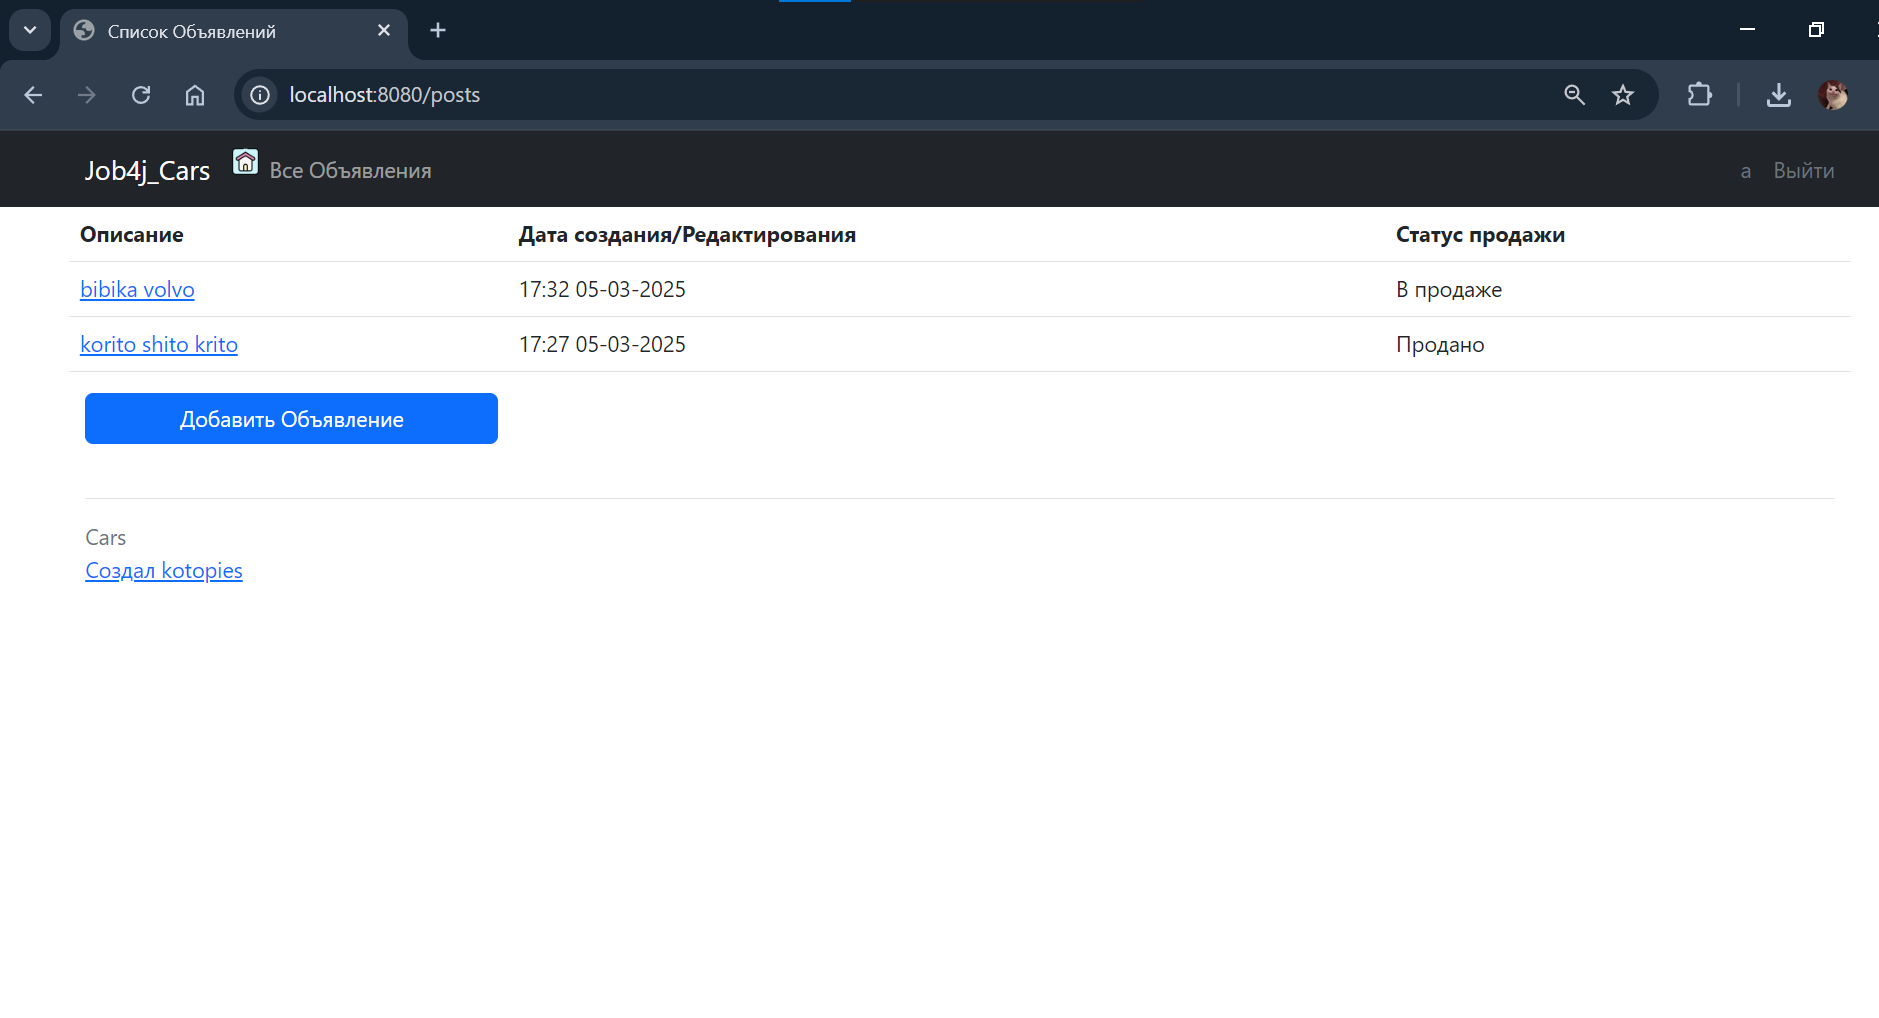 Список Объявлений
localhost:8080/posts
Job4j_Cars Все Объявления a Выйти
Описание Дата создания/Редактирования Статус продажи
bibika volvo 17:32 05-03-2025 В продаже
korito shito krito 17:27 05-03-2025 Продано
Добавить Объявление
Cars
Создал kotopies